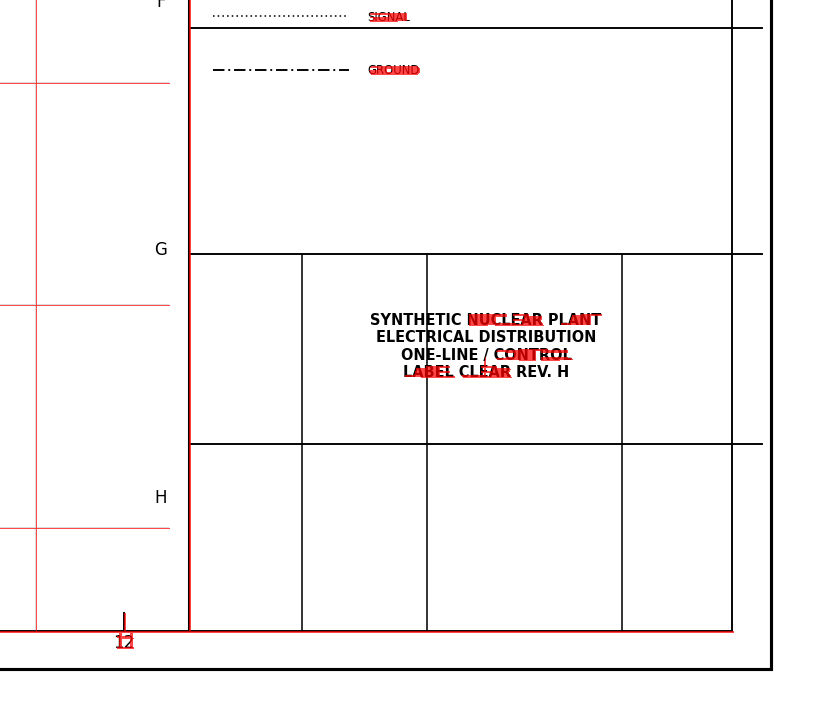 F
SIGNAL
GROUND
G
SYNTHETIC NUCLEAR PLANT
ELECTRICAL DISTRIBUTION
ONE-LINE / CONTROL
LABEL CLEAR REV. H
H
12